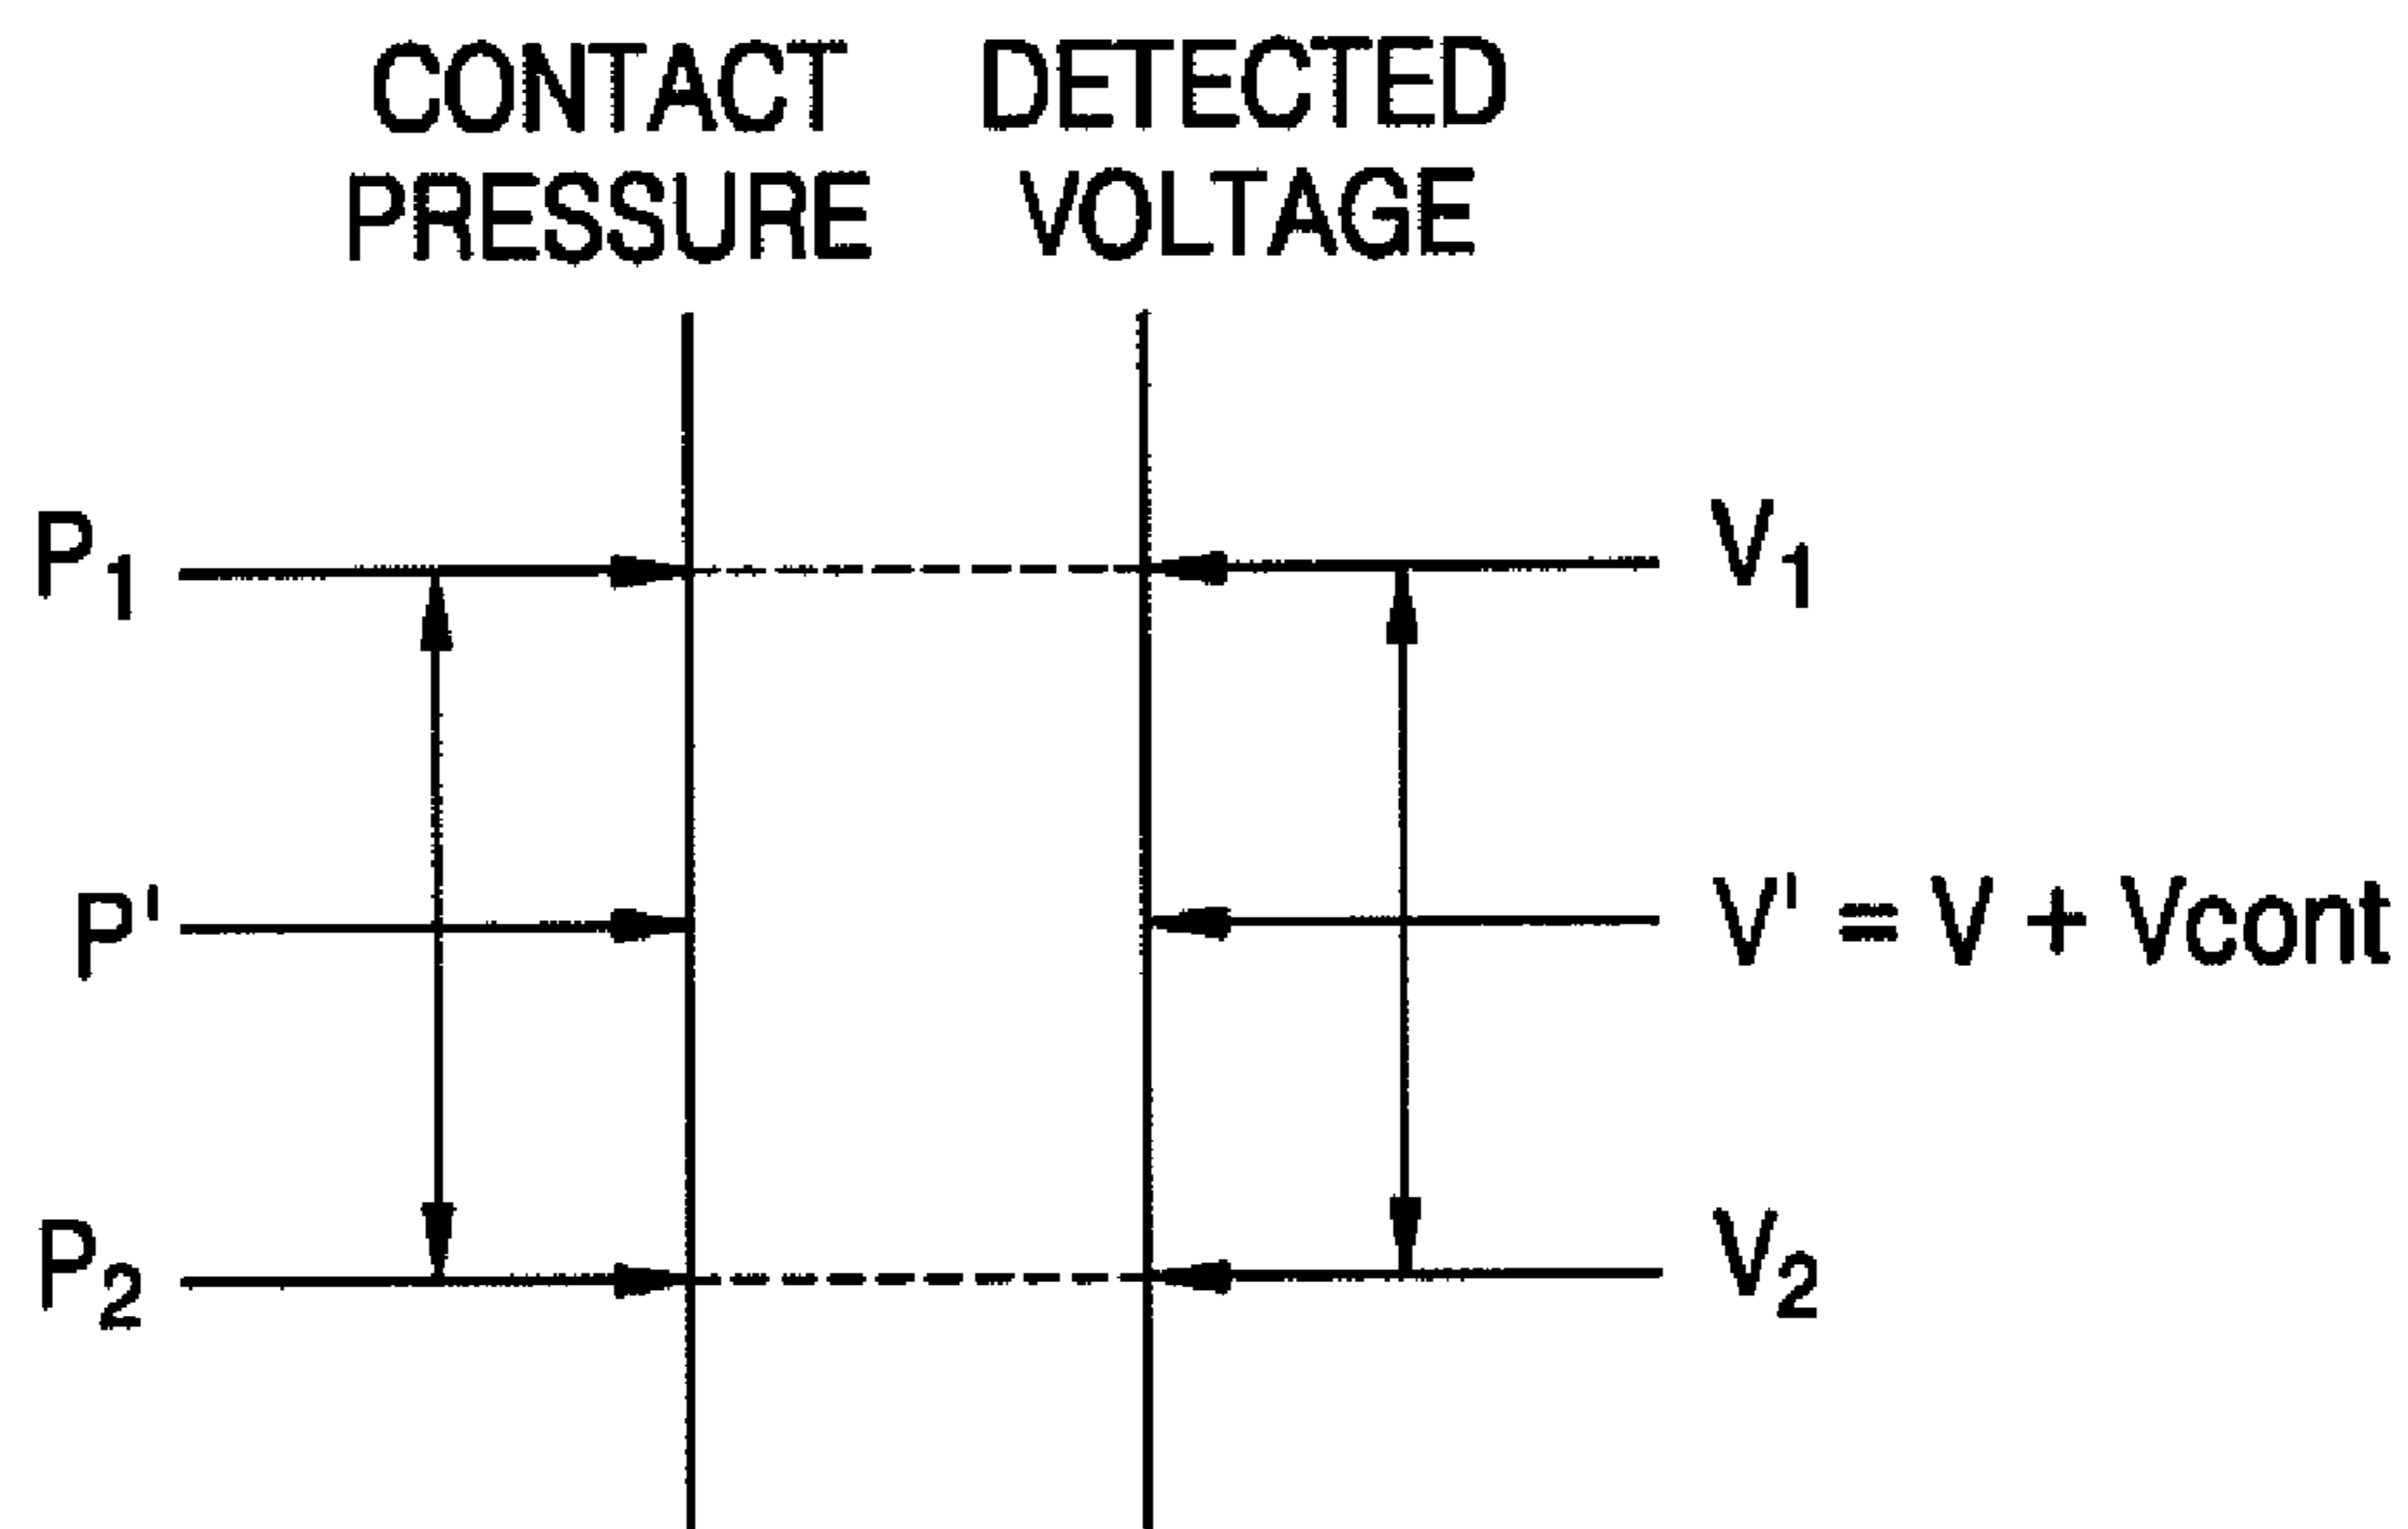 CONTACT PRESSURE
DETECTED VOLTAGE
P1
V1
P'
V' = V + Vcont
P2
V2